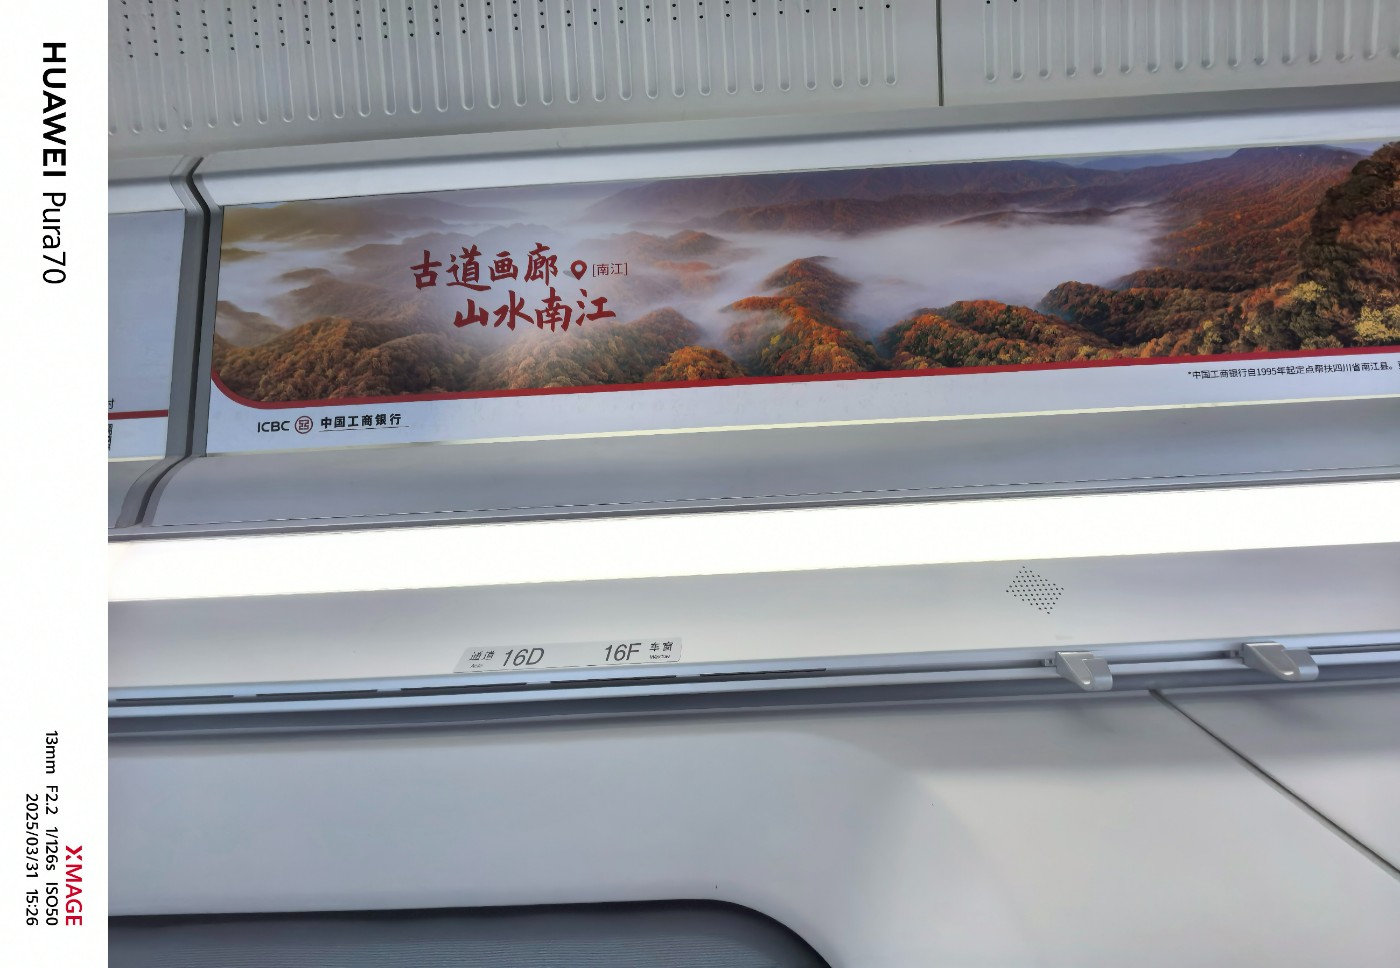 HUAWEI Pura70
古道画廊 [南江]
山水南江
*中国工商银行自1995年起定点帮扶四川省南江县。
ICBC 中国工商银行
通道 16D 16F 车窗
Window
XMAGE
13mm F2.2 1/126s ISO50
2025/03/31 15:26